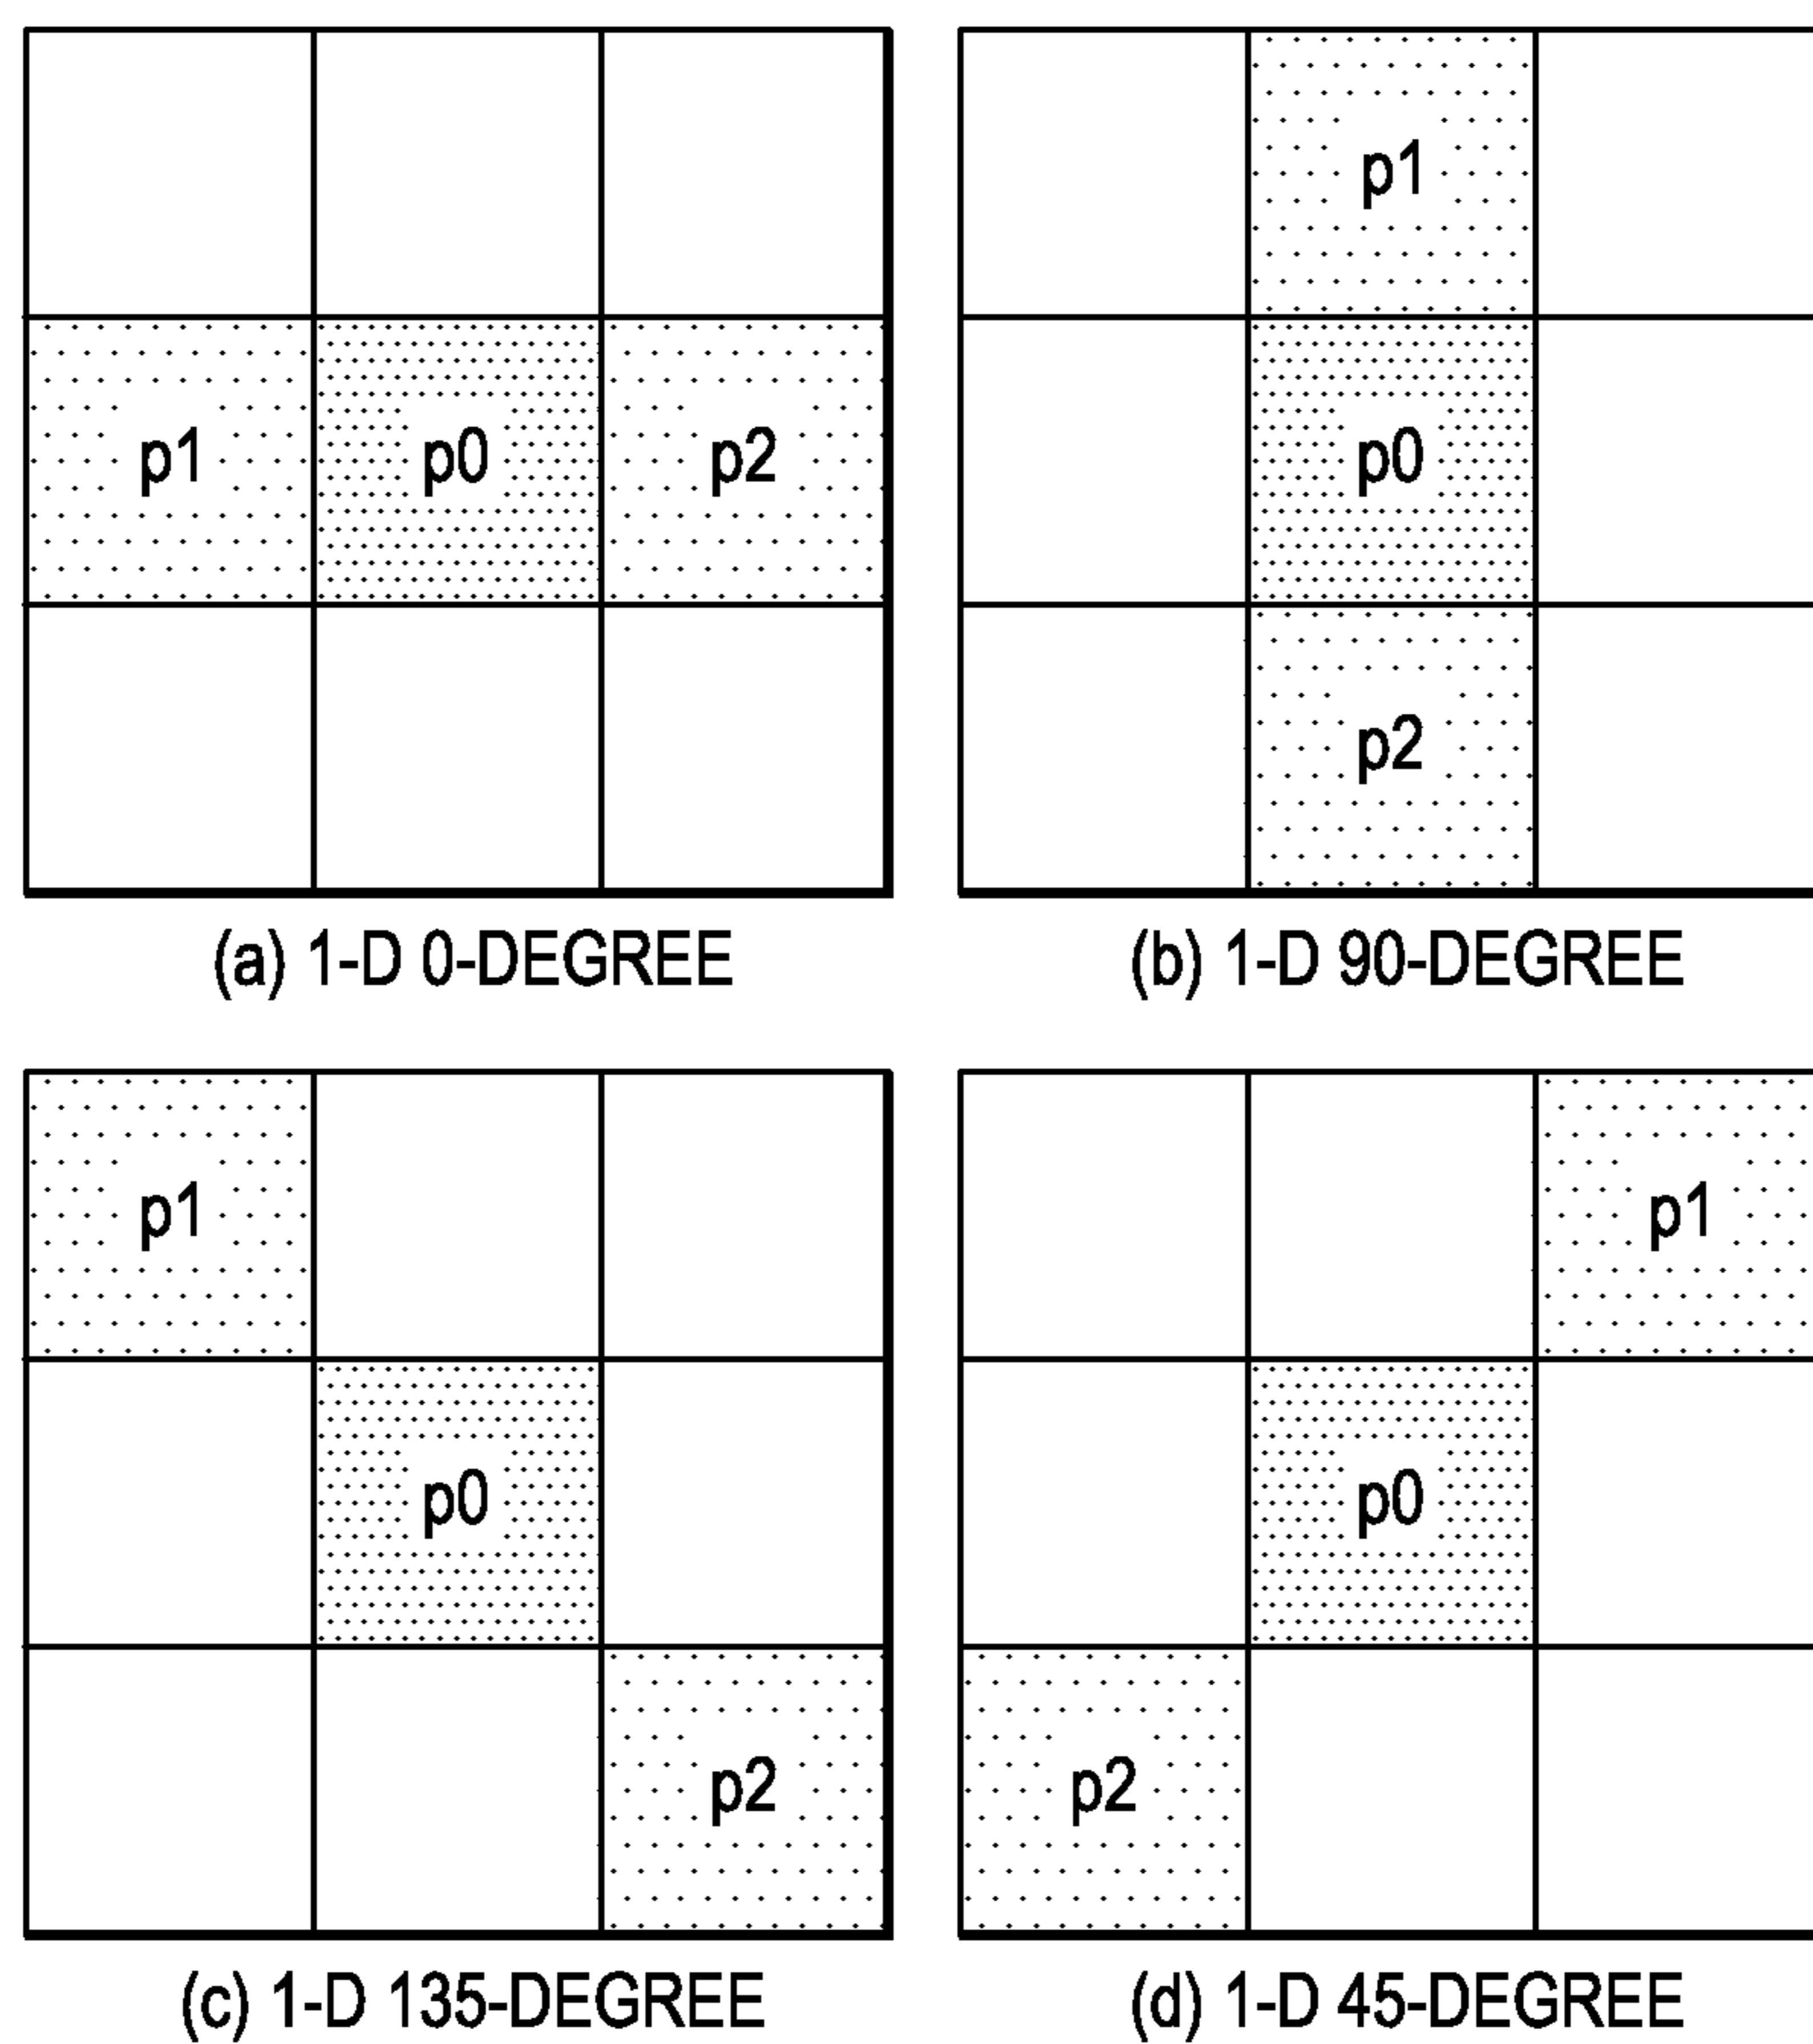 p1
p1 p0 p2
p0
p2
(a) 1-D 0-DEGREE
(b) 1-D 90-DEGREE
p1
p1
p0
p0
p2
p2
(c) 1-D 135-DEGREE
(d) 1-D 45-DEGREE